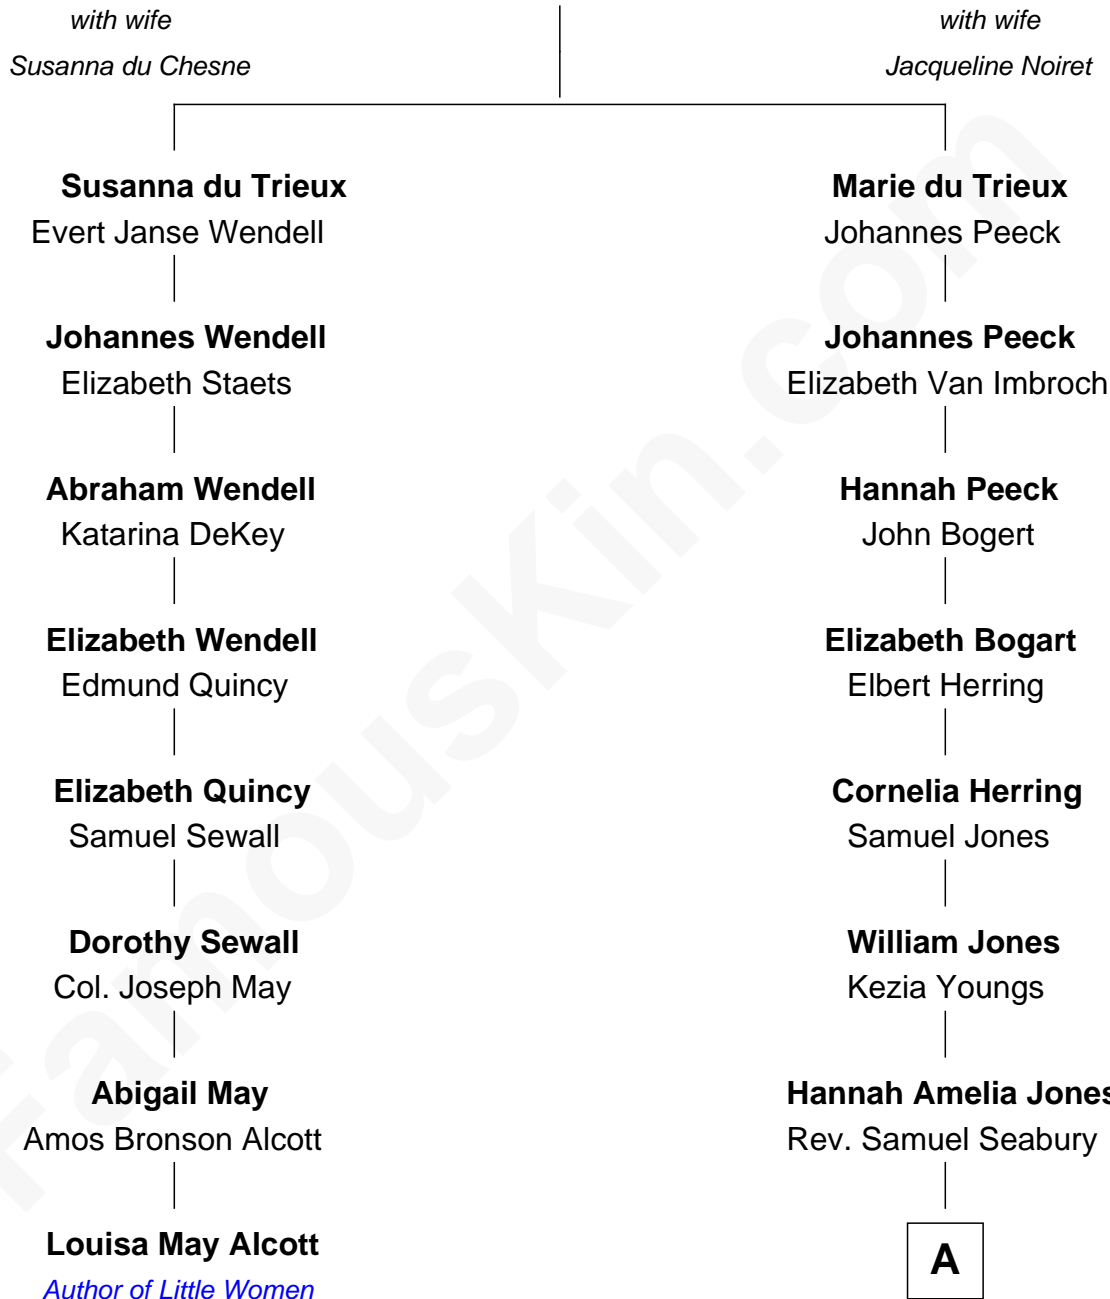 with wife
Susanna du Chesne
with wife
Jacqueline Noiret
Susanna du Trieux
Evert Janse Wendell
Marie du Trieux
Johannes Peeck
Johannes Wendell
Elizabeth Staets
Johannes Peeck
Elizabeth Van Imbroch
Abraham Wendell
Katarina DeKey
Hannah Peeck
John Bogert
Elizabeth Wendell
Edmund Quincy
Elizabeth Bogart
Elbert Herring
Elizabeth Quincy
Samuel Sewall
Cornelia Herring
Samuel Jones
Dorothy Sewall
Col. Joseph May
William Jones
Kezia Youngs
Abigail May
Amos Bronson Alcott
Hannah Amelia Jones
Rev. Samuel Seabury
Louisa May Alcott
Author of Little Women
A
FamousKin.com